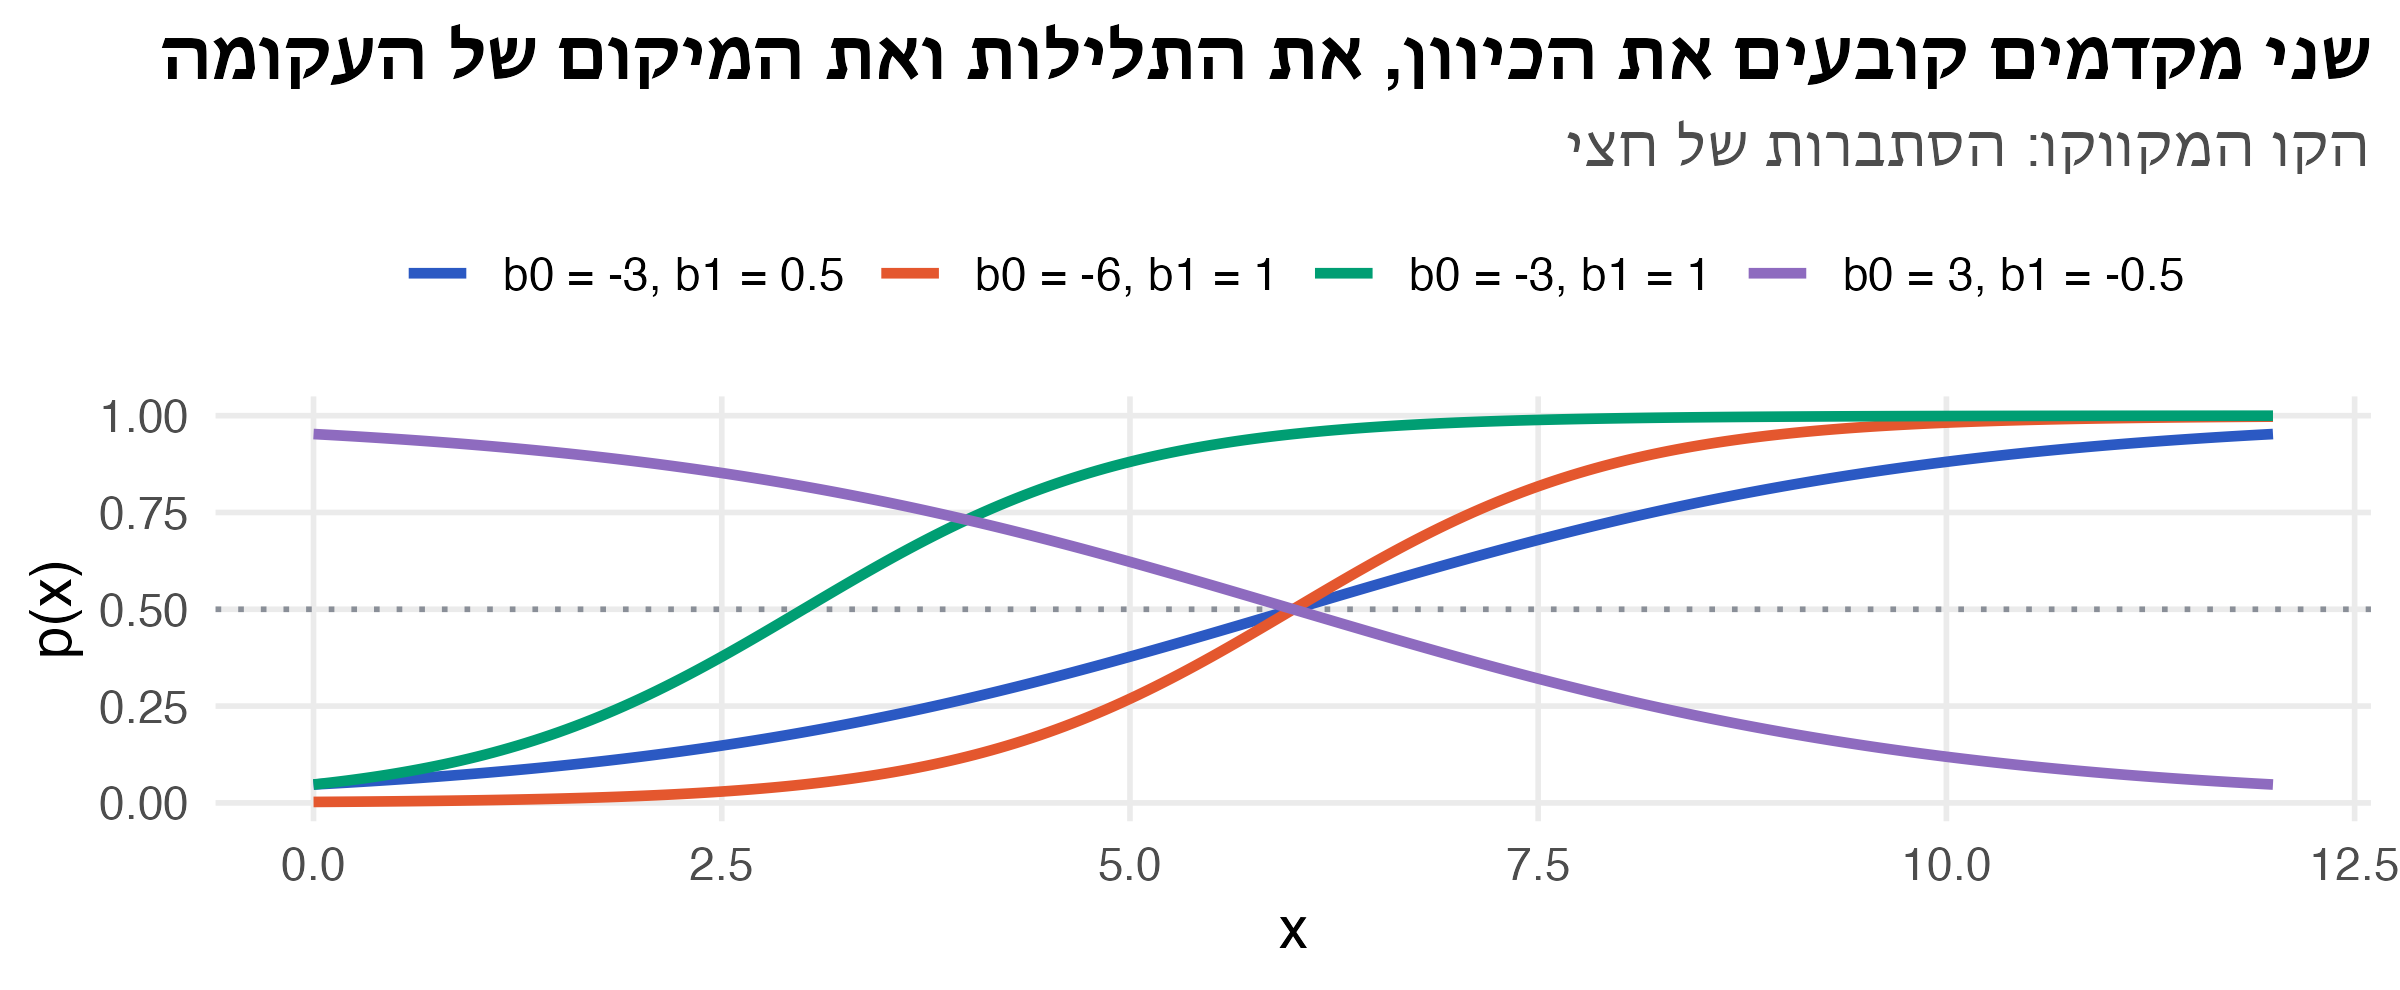 שני מקדמים קובעים את הכיוון, את התלילות ואת המיקום של העקומה
הקו המקווקו: הסתברות של חצי
b0 = -3, b1 = 0.5 b0 = -6, b1 = 1 b0 = -3, b1 = 1 b0 = 3, b1 = -0.5
p(x)
1.00
0.75
0.50
0.25
0.00
0.0 2.5 5.0 7.5 10.0 12.5
x